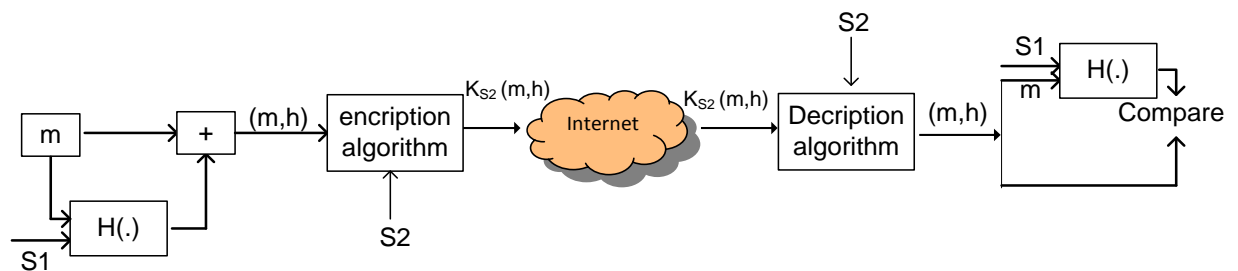 m
S1
H(.)
+
(m,h)
encription
algorithm
S2
K_S2 (m,h)
Internet
K_S2 (m,h)
S2
Decription
algorithm
(m,h)
S1
m
H(.)
Compare